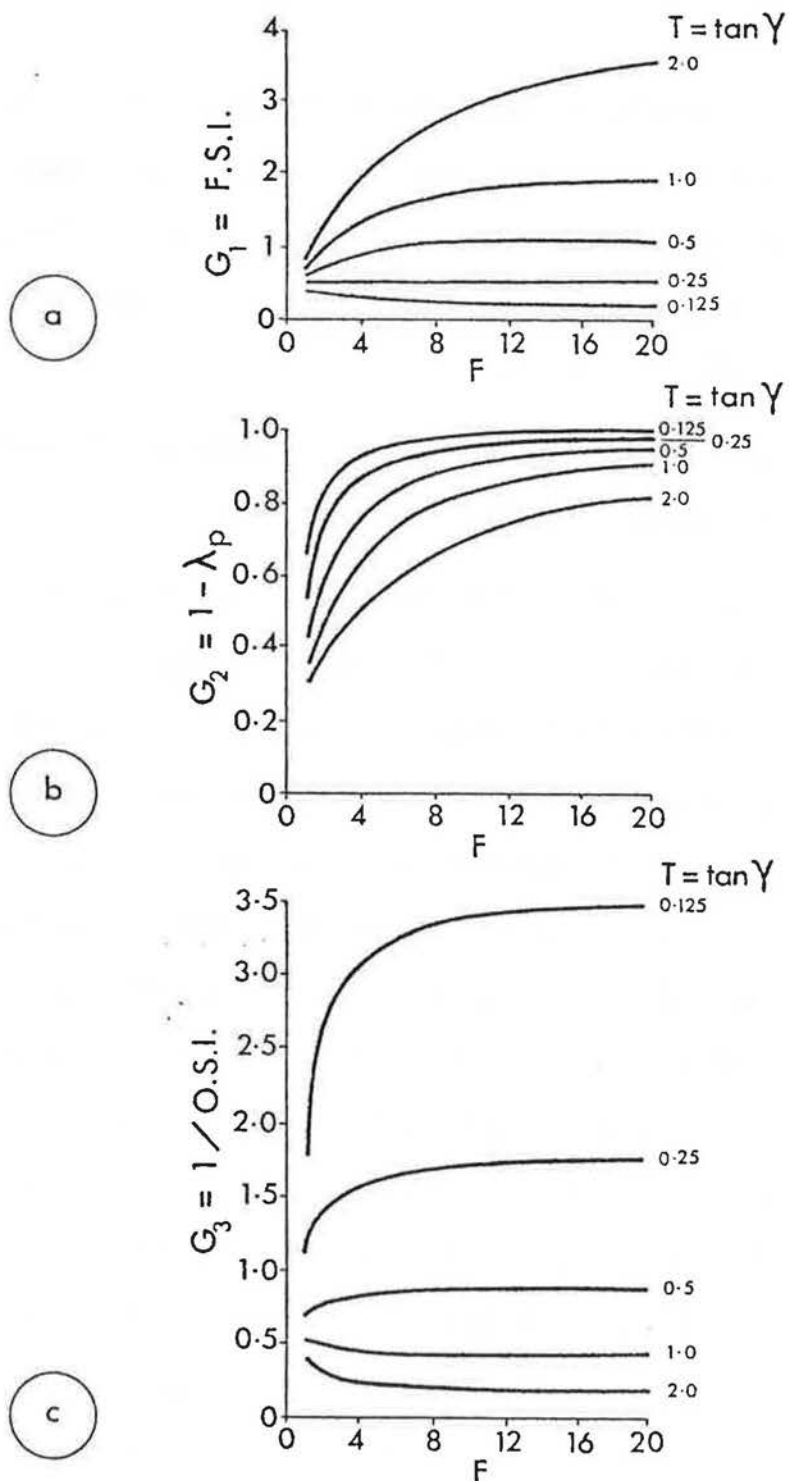 T = tan γ
4
3
2
1
0
G₁ = F.S.I.
2·0
1·0
0·5
0·25
0·125
0 4 8 12 16 20
F
a
T = tan γ
1·0
0·8
0·6
0·4
0·2
0
G₂ = 1 - λp
0·125
0·25
0·5
1·0
2·0
0 4 8 12 16 20
F
b
T = tan γ
3·5
3·0
2·5
2·0
1·5
1·0
0·5
0
G₃ = 1 / O.S.I.
0·125
0·25
0·5
1·0
2·0
0 4 8 12 16 20
F
c